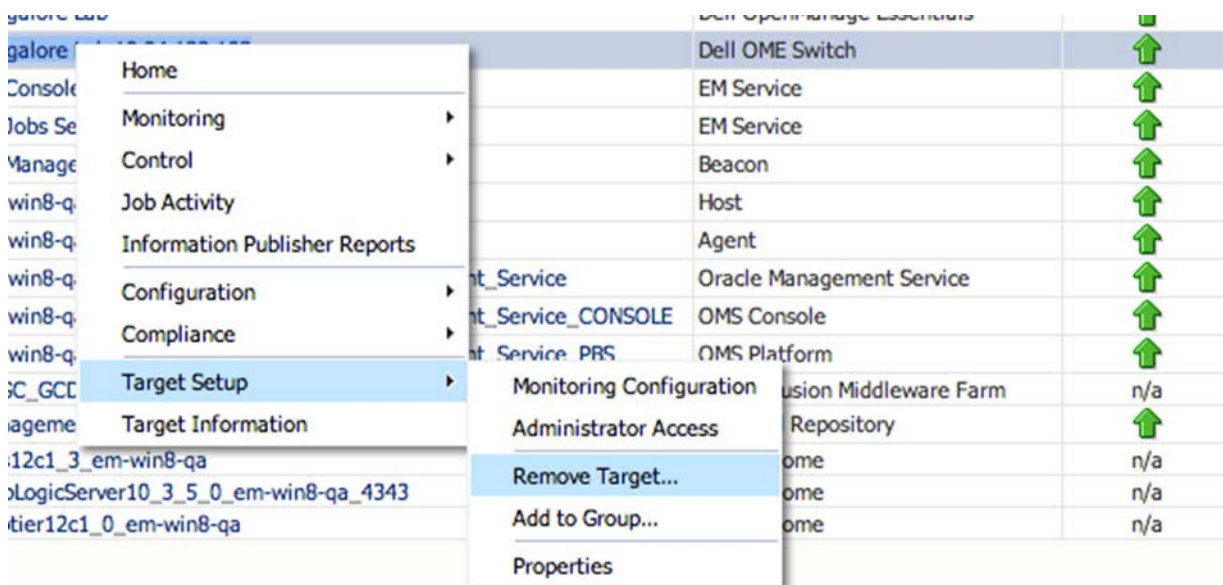 Dell OME Switch
Home
Console
EM Service
Monitoring
Jobs Se
EM Service
Control
Manage
Beacon
Job Activity
win8-q
Host
Information Publisher Reports
win8-q
Agent
Configuration
win8-q
nt_Service
Oracle Management Service
Compliance
win8-q
nt_Service_CONSOLE
OMS Console
win8-q
nt_Service_PBS
OMS Platform
Target Setup
Monitoring Configuration
usion Middleware Farm
n/a
Target Information
Administrator Access
Repository
12c1_3_em-win8-qa
ome
n/a
Remove Target...
LogicServer10_3_5_0_em-win8-qa_4343
ome
n/a
Add to Group...
tier12c1_0_em-win8-qa
ome
n/a
Properties